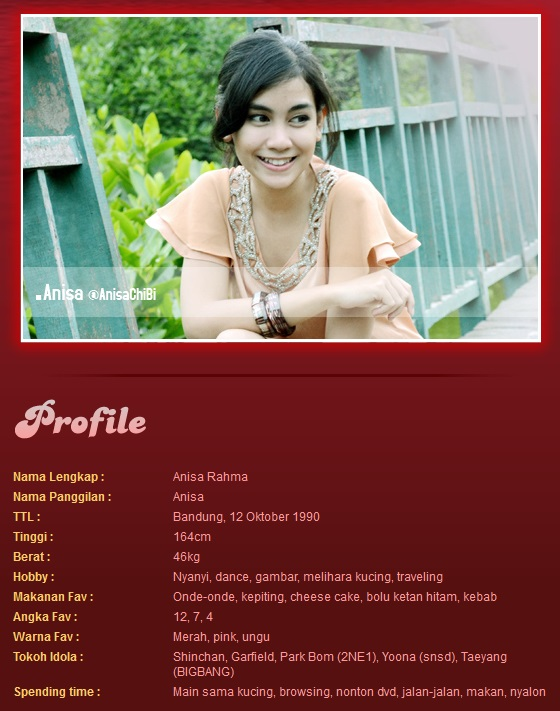 .Anisa @AnisaChiBi
Profile
Nama Lengkap : Anisa Rahma
Nama Panggilan : Anisa
TTL : Bandung, 12 Oktober 1990
Tinggi : 164cm
Berat : 46kg
Hobby : Nyanyi, dance, gambar, melihara kucing, traveling
Makanan Fav : Onde-onde, kepiting, cheese cake, bolu ketan hitam, kebab
Angka Fav : 12, 7, 4
Warna Fav : Merah, pink, ungu
Tokoh Idola : Shinchan, Garfield, Park Bom (2NE1), Yoona (snsd), Taeyang
(BIGBANG)
Spending time : Main sama kucing, browsing, nonton dvd, jalan-jalan, makan, nyalon